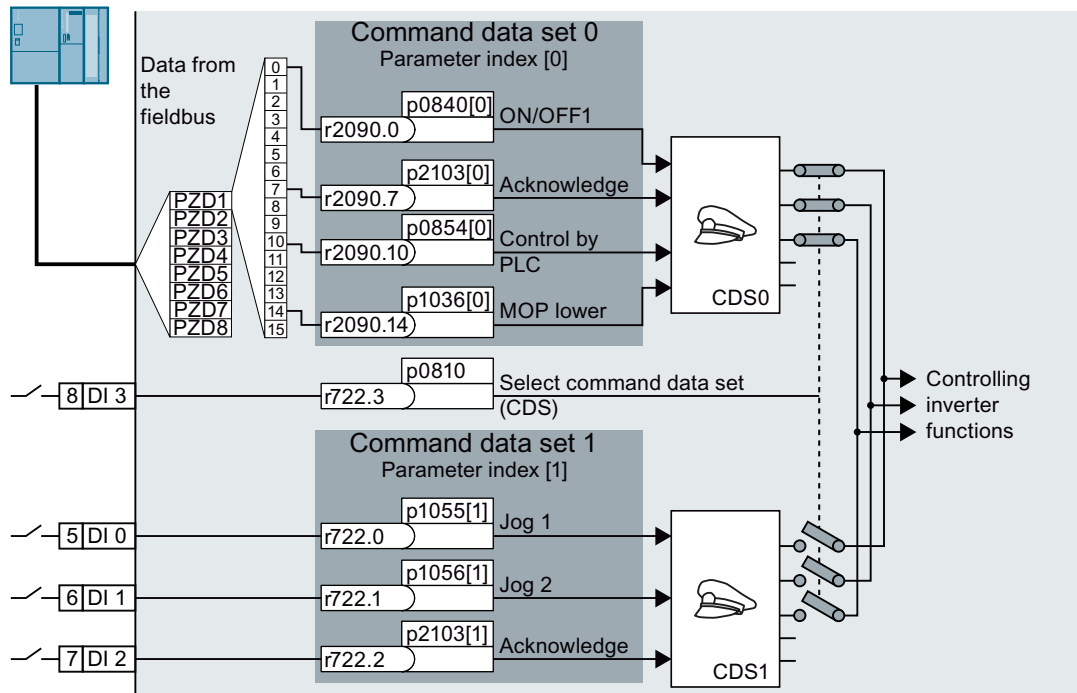 Command data set 0
Parameter index [0]
Data from
the
fieldbus
PZD1
PZD2
PZD3
PZD4
PZD5
PZD6
PZD7
PZD8
0
1
2
3
4
5
6
7
8
9
10
11
12
13
14
15
p0840[0]
r2090.0
ON/OFF1
p2103[0]
r2090.7
Acknowledge
p0854[0]
r2090.10
Control by
PLC
p1036[0]
r2090.14
MOP lower
CDS0
8 DI 3
p0810
r722.3
Select command data set
(CDS)
Controlling
inverter
functions
Command data set 1
Parameter index [1]
5 DI 0
p1055[1]
r722.0
Jog 1
6 DI 1
p1056[1]
r722.1
Jog 2
7 DI 2
p2103[1]
r722.2
Acknowledge
CDS1